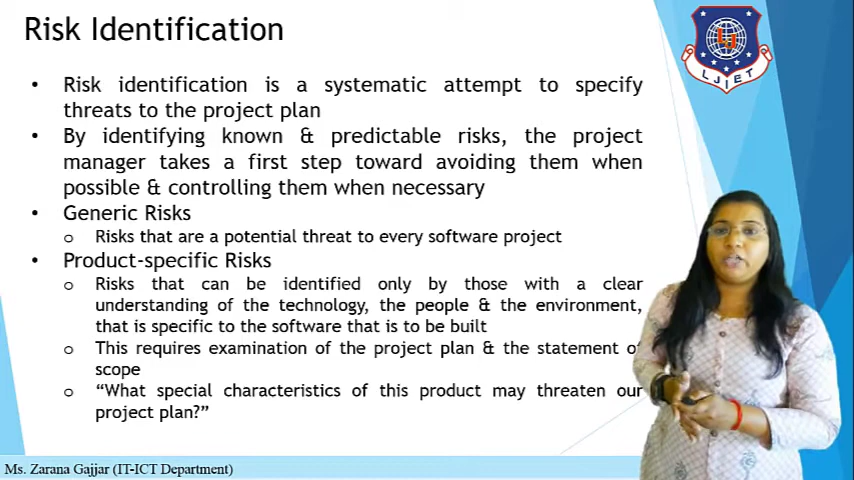 Risk Identification
LJIET
• Risk identification is a systematic attempt to specify
threats to the project plan
• By identifying known & predictable risks, the project
manager takes a first step toward avoiding them when
possible & controlling them when necessary
• Generic Risks
o Risks that are a potential threat to every software project
• Product-specific Risks
o Risks that can be identified only by those with a clear
understanding of the technology, the people & the environment,
that is specific to the software that is to be built
o This requires examination of the project plan & the statement of
scope
o “What special characteristics of this product may threaten our
project plan?”
Ms. Zarana Gajjar (IT-ICT Department)